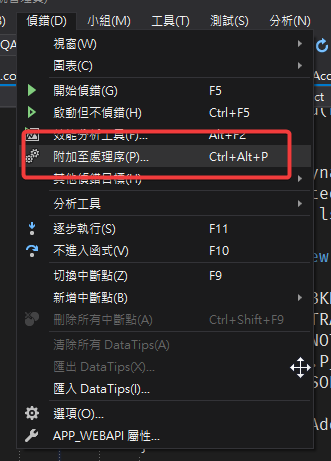 偵錯(D) 小組(M) 工具(T) 測試(S) 分析(N)
QA
視窗(W)
圖表(C)
開始偵錯(G) F5
啟動但不偵錯(H) Ctrl+F5
效能分析工具(F)... Alt+F2
附加至處理序(P)... Ctrl+Alt+P
其他偵錯目標(H)
分析工具
逐步執行(S) F11
不進入函式(V) F10
切換中斷點(Z) F9
新增中斷點(B)
刪除所有中斷點(A) Ctrl+Shift+F9
清除所有 DataTips(A)
匯出 DataTips(X)...
匯入 DataTips(I)...
選項(O)...
APP_WEBAPI 屬性...